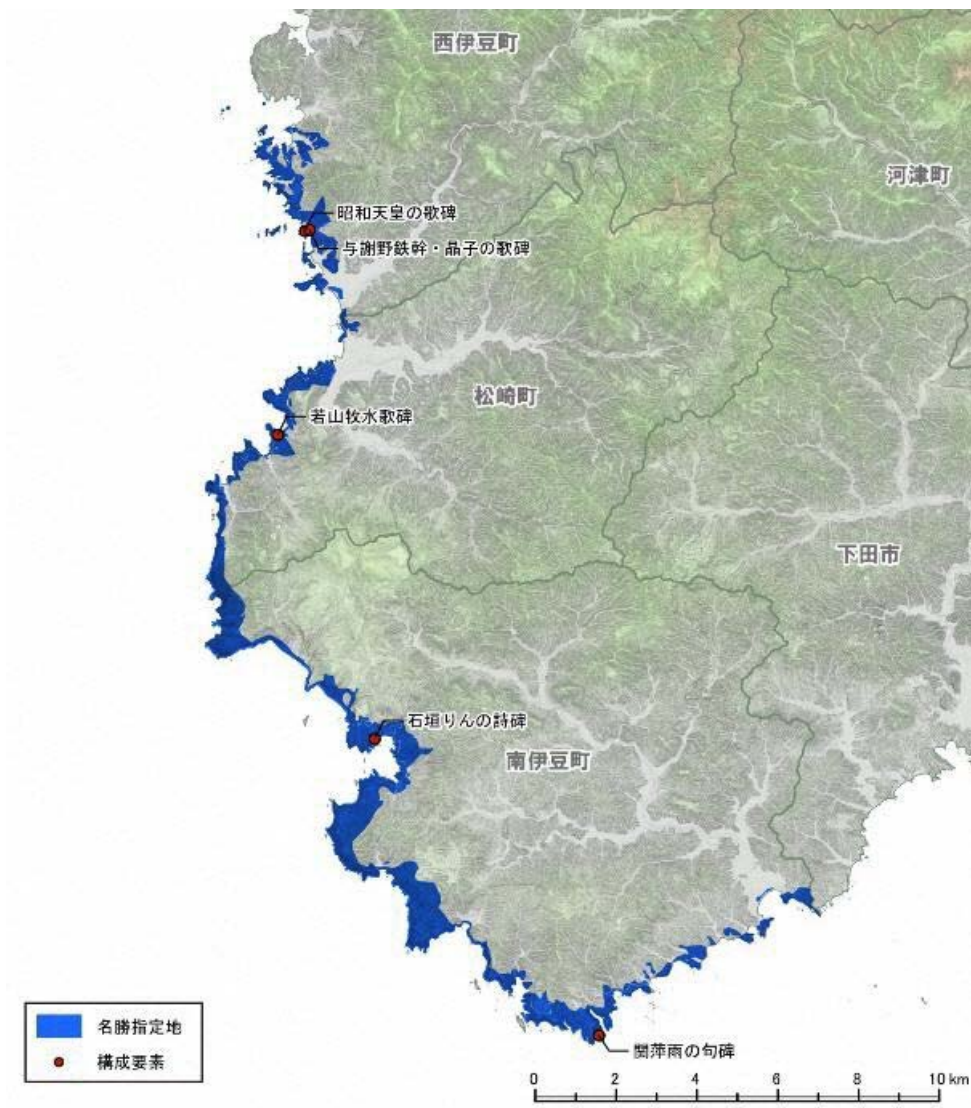 西伊豆町
河津町
昭和天皇の歌碑
与謝野鉄幹・晶子の歌碑
松崎町
若山牧水歌碑
下田市
石垣りんの詩碑
南伊豆町
名勝指定地
構成要素
関萍雨の句碑
0 2 4 6 8 10 km